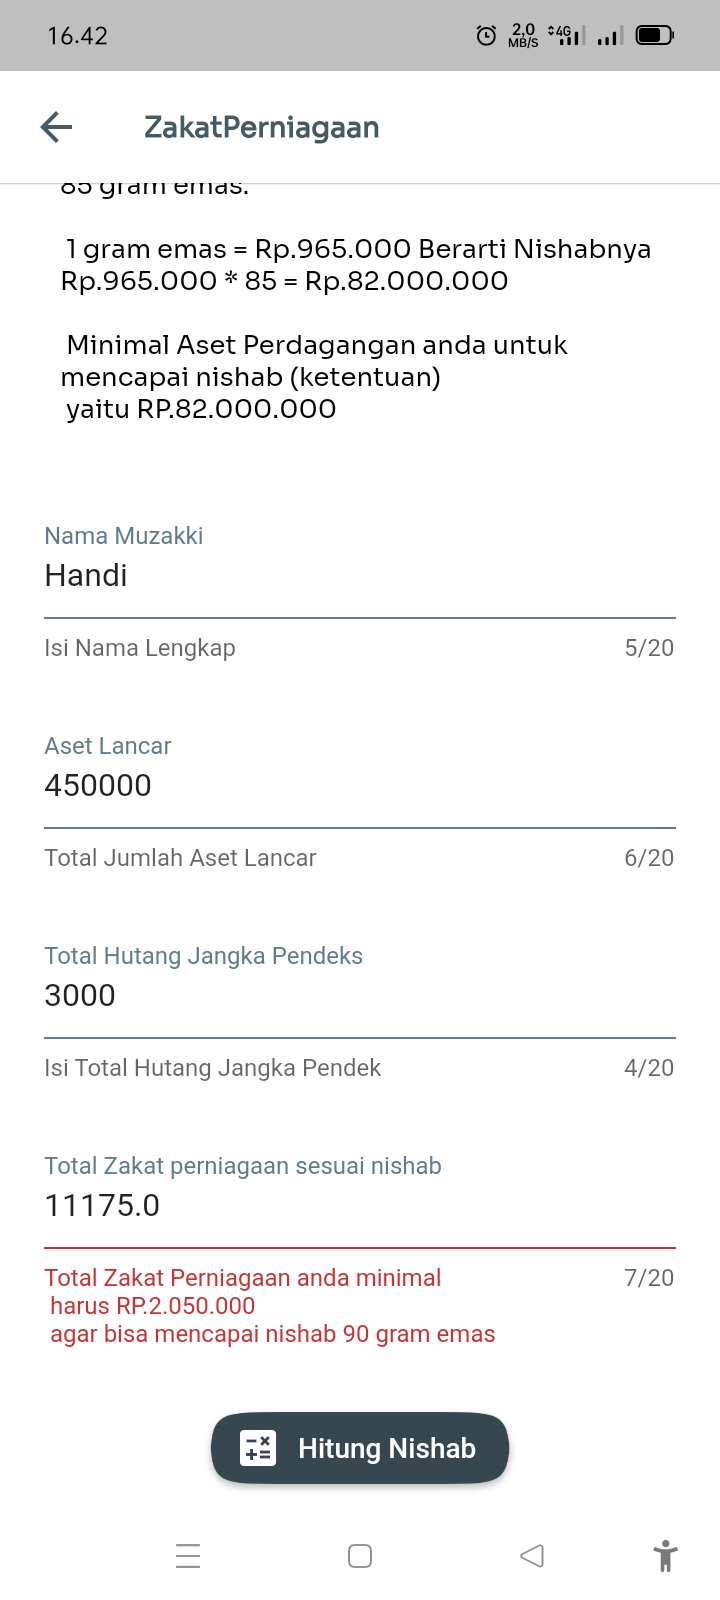 16.42
2,0
MB/S
4G
ZakatPerniagaan
85 gram emas.
1 gram emas = Rp.965.000 Berarti Nishabnya
Rp.965.000 * 85 = Rp.82.000.000
Minimal Aset Perdagangan anda untuk
mencapai nishab (ketentuan)
yaitu RP.82.000.000
Nama Muzakki
Handi
Isi Nama Lengkap 5/20
Aset Lancar
450000
Total Jumlah Aset Lancar 6/20
Total Hutang Jangka Pendeks
3000
Isi Total Hutang Jangka Pendek 4/20
Total Zakat perniagaan sesuai nishab
11175.0
Total Zakat Perniagaan anda minimal 7/20
harus RP.2.050.000
agar bisa mencapai nishab 90 gram emas
Hitung Nishab